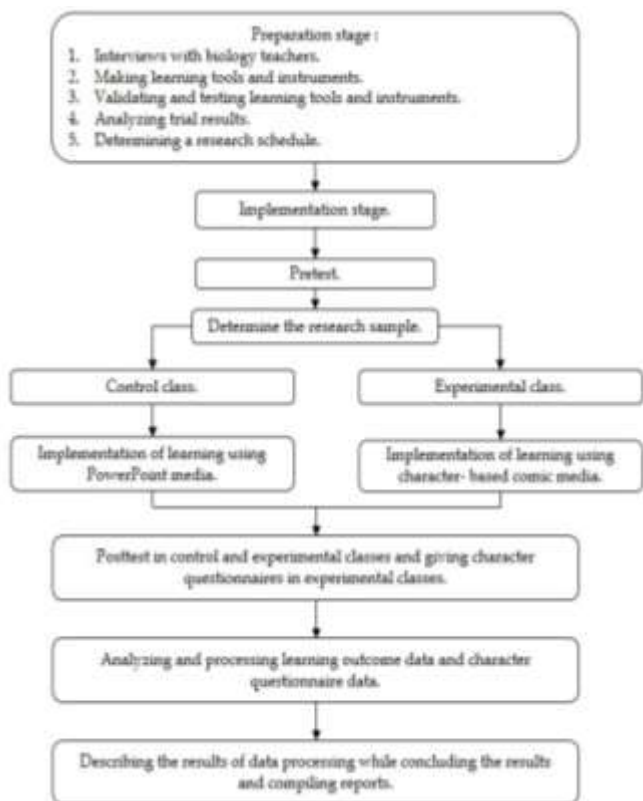 Preparation stage :
1. Interviews with biology teachers.
2. Making learning tools and instruments.
3. Validating and testing learning tools and instruments.
4. Analyzing trial results.
5. Determining a research schedule.
Implementation stage.
Pretest.
Determine the research sample.
Control class.
Experimental class.
Implementation of learning using
PowerPoint media.
Implementation of learning using
character- based comic media.
Posttest in control and experimental classes and giving character
questionnaires in experimental classes.
Analyzing and processing learning outcome data and character
questionnaire data.
Describing the results of data processing while concluding the results
and compiling reports.